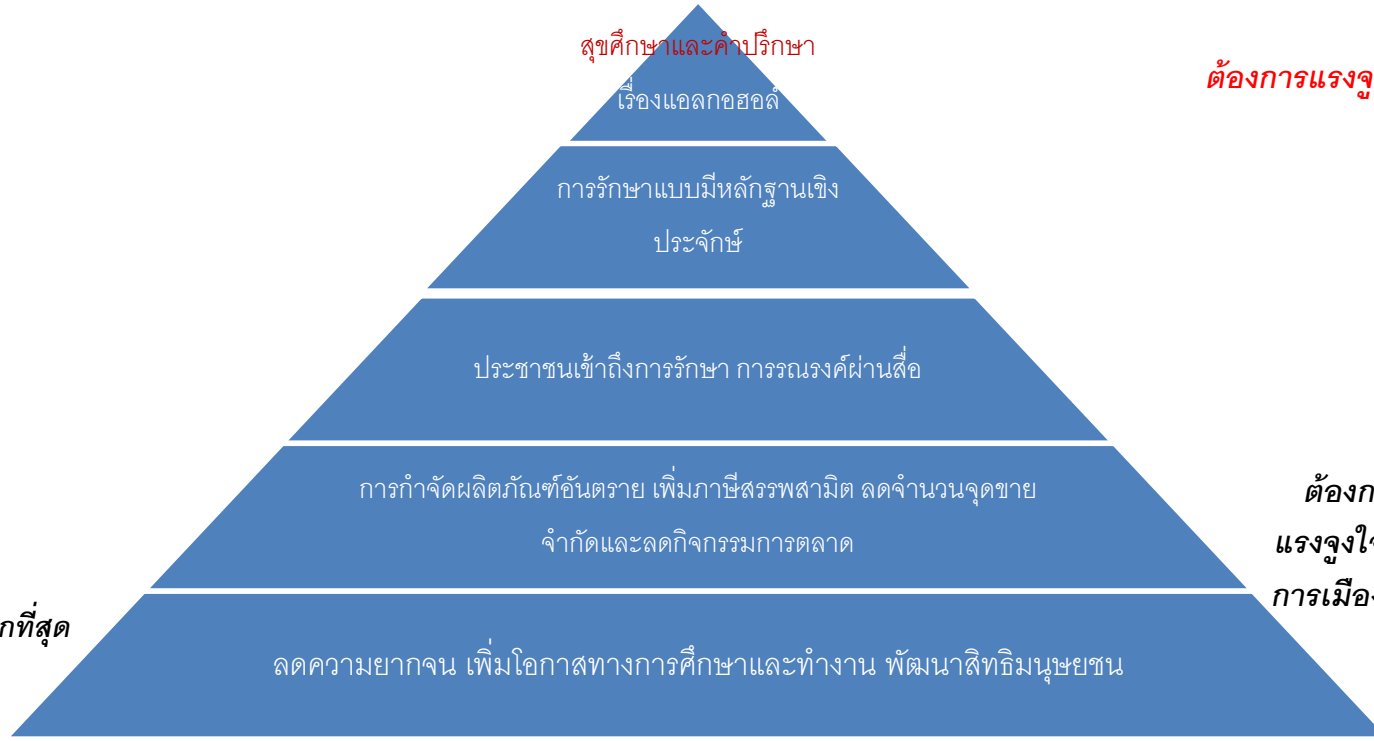 สุขศึกษาและคำปรึกษา
เรื่องแอลกอฮอล์
ต้องการแรงจู
การรักษาแบบมีหลักฐานเชิง
ประจักษ์
ประชาชนเข้าถึงการรักษา การรณรงค์ผ่านสื่อ
การกำจัดผลิตภัณฑ์อันตราย เพิ่มภาษีสรรพสามิต ลดจำนวนจุดขาย
จำกัดและลดกิจกรรมการตลาด
ต้องก
แรงจูงใจ
การเมือง
กที่สุด
ลดความยากจน เพิ่มโอกาสทางการศึกษาและทำงาน พัฒนาสิทธิมนุษยชน